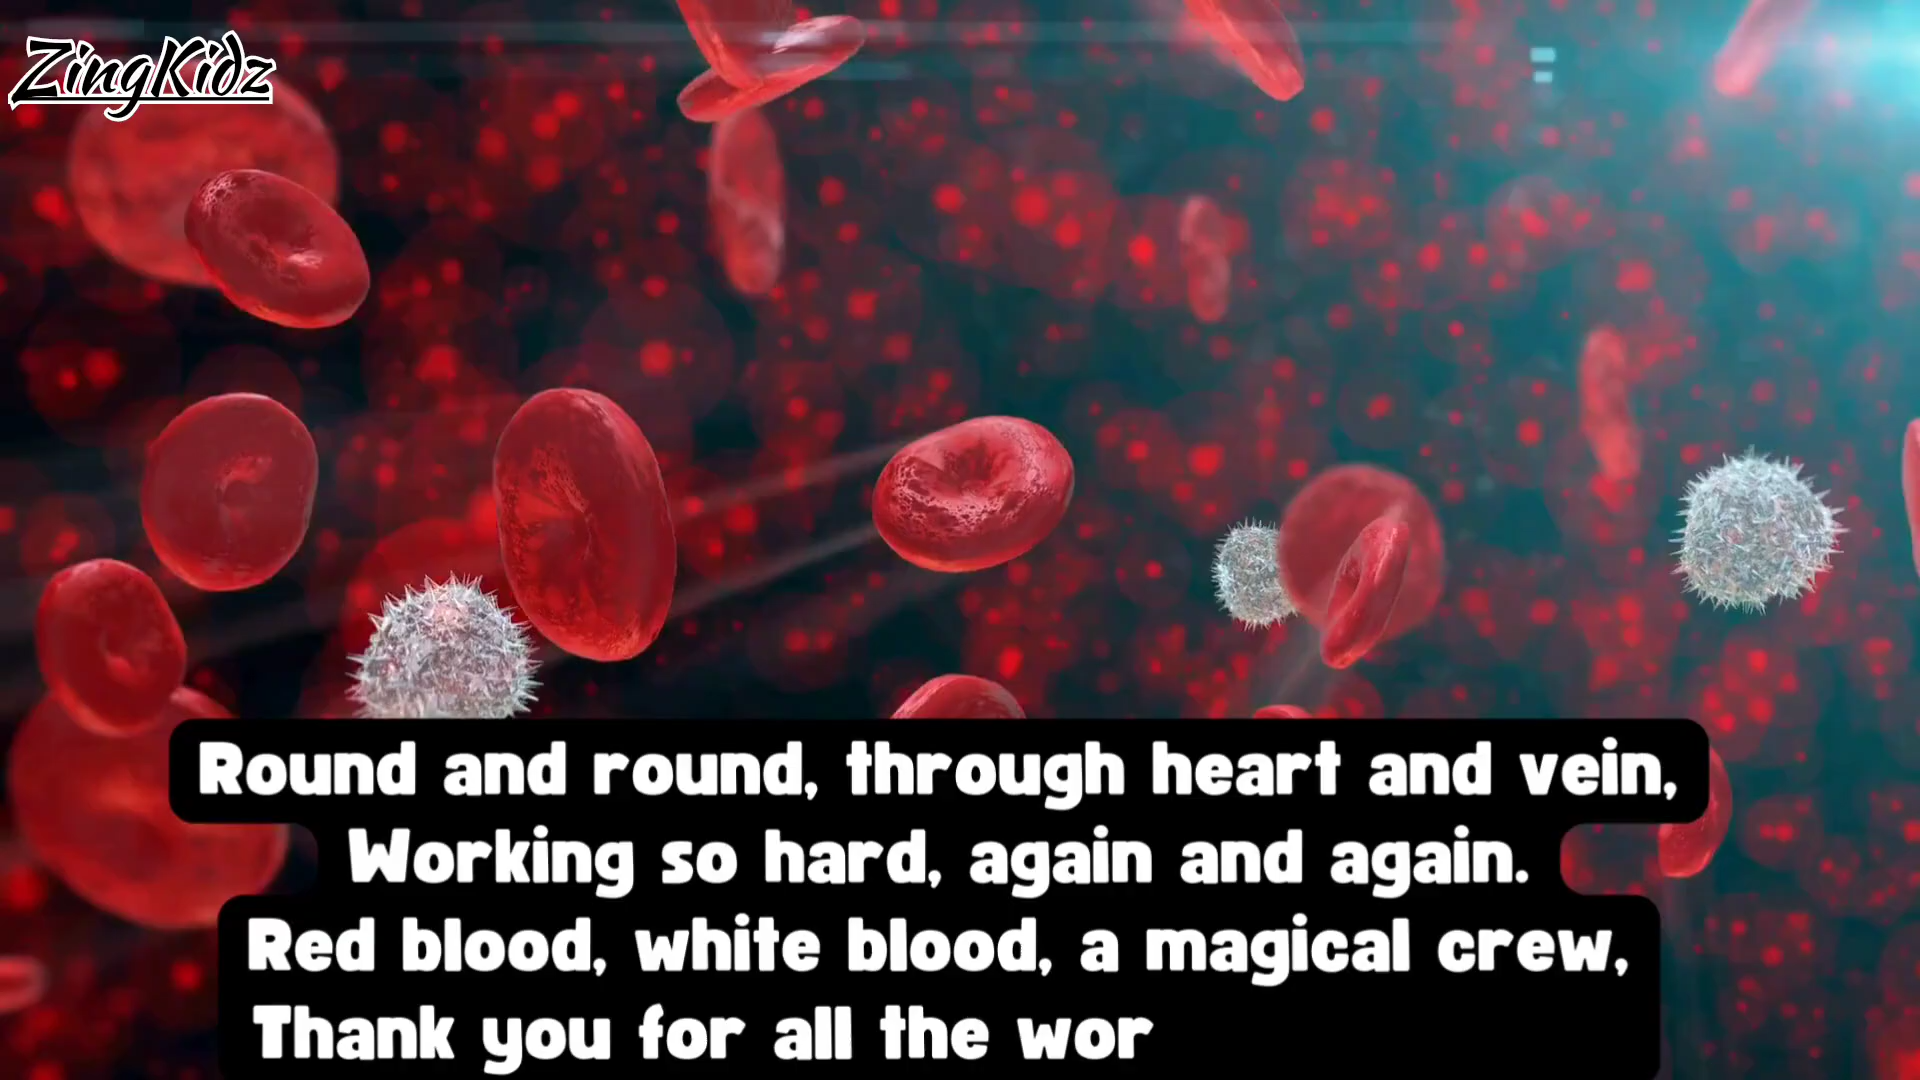 ZingKidz
Round and round, through heart and vein,
Working so hard, again and again.
Red blood, white blood, a magical crew,
Thank you for all the wor